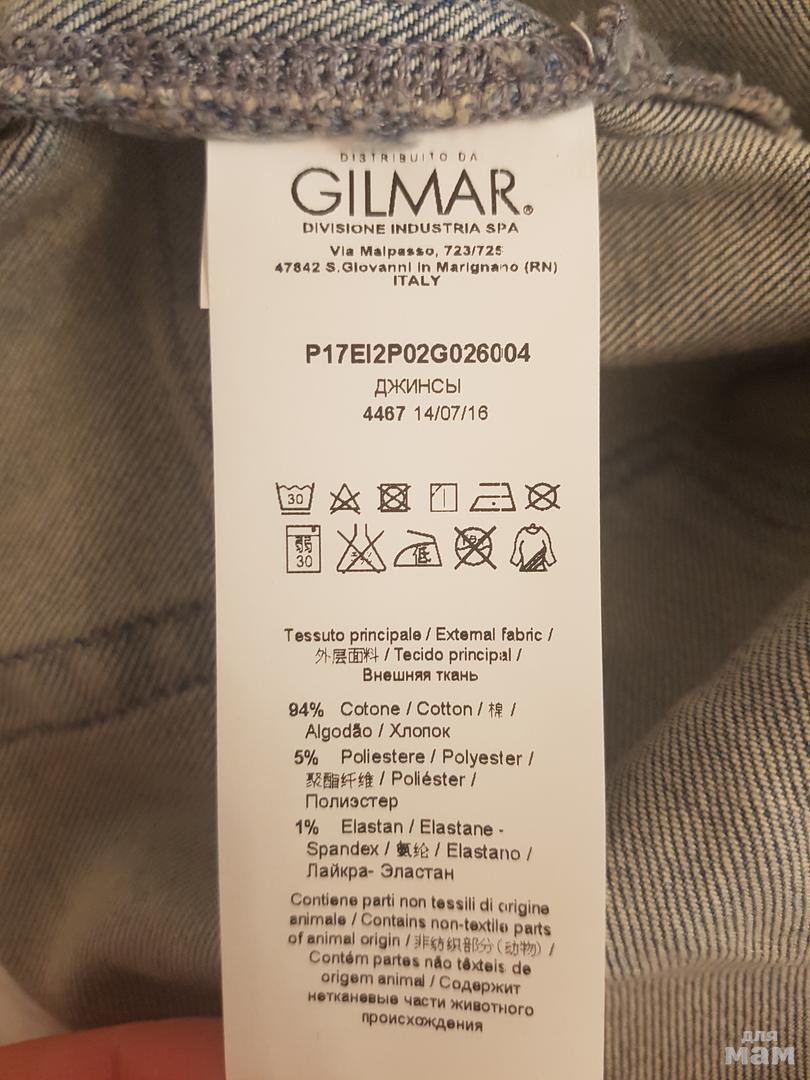 DISTRIBUITO DA
GILMAR®
DIVISIONE INDUSTRIA SPA
Via Malpasso, 723/725
47842 S.Giovanni in Marignano (RN)
ITALY
P17EI2P02G026004
ДЖИНСЫ
4467 14/07/16
30
弱
30
低
Tessuto principale / External fabric /
外层面料 / Tecido principal /
Внешняя ткань
94% Cotone / Cotton / 棉 /
Algodão / Хлопок
5% Poliestere / Polyester /
聚酯纤维 / Poliéster /
Полиэстер
1% Elastan / Elastane -
Spandex / 氨纶 / Elastano /
Лайкра- Эластан
Contiene parti non tessili di origine
animale / Contains non-textile parts
of animal origin / 非纺织部分 (动物) /
Contém partes não têxteis de
origem animal / Содержит
нетканевые части животного
происхождения
для
мам